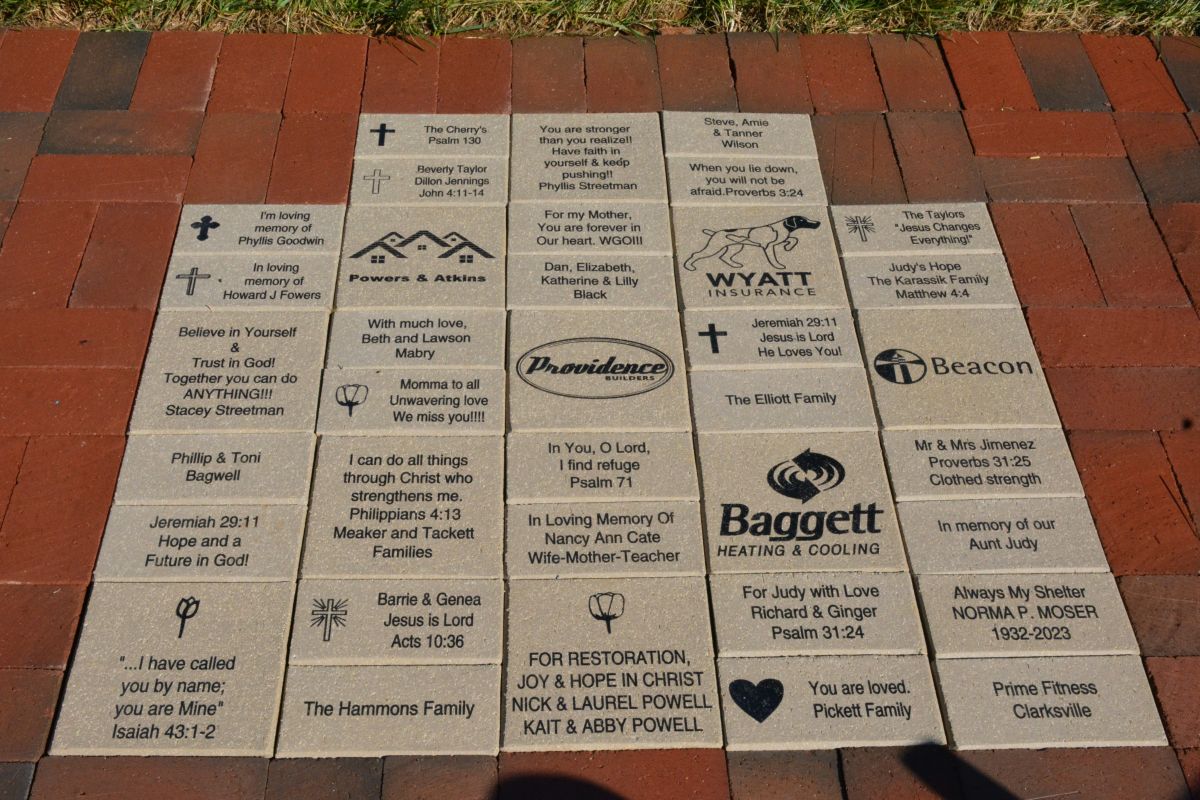 The Cherry's
Psalm 130
Beverly Taylor
Dillon Jennings
John 4:11-14
You are stronger
than you realize!!
Have faith in
yourself & keep
pushing!!
Phyllis Streetman
Steve, Amie
& Tanner
Wilson
When you lie down,
you will not be
afraid.Proverbs 3:24
I'm loving
memory of
Phyllis Goodwin
In loving
memory of
Howard J Fowers
Powers & Atkins
For my Mother,
You are forever in
Our heart. WGO!!!
Dan, Elizabeth,
Katherine & Lilly
Black
WYATT
INSURANCE
The Taylors
"Jesus Changes
Everything!"
Judy's Hope
The Karassik Family
Matthew 4:4
Believe in Yourself
&
Trust in God!
Together you can do
ANYTHING!!!
Stacey Streetman
With much love,
Beth and Lawson
Mabry
Momma to all
Unwavering love
We miss you!!!!
Providence
BUILDERS
Jeremiah 29:11
Jesus is Lord
He Loves You!
The Elliott Family
Beacon
Phillip & Toni
Bagwell
Jeremiah 29:11
Hope and a
Future in God!
I can do all things
through Christ who
strengthens me.
Philippians 4:13
Meaker and Tackett
Families
In You, O Lord,
I find refuge
Psalm 71
In Loving Memory Of
Nancy Ann Cate
Wife-Mother-Teacher
Baggett
HEATING & COOLING
Mr & Mrs Jimenez
Proverbs 31:25
Clothed strength
In memory of our
Aunt Judy
"...I have called
you by name;
you are Mine"
Isaiah 43:1-2
Barrie & Genea
Jesus is Lord
Acts 10:36
The Hammons Family
FOR RESTORATION,
JOY & HOPE IN CHRIST
NICK & LAUREL POWELL
KAIT & ABBY POWELL
For Judy with Love
Richard & Ginger
Psalm 31:24
You are loved.
Pickett Family
Always My Shelter
NORMA P. MOSER
1932-2023
Prime Fitness
Clarksville